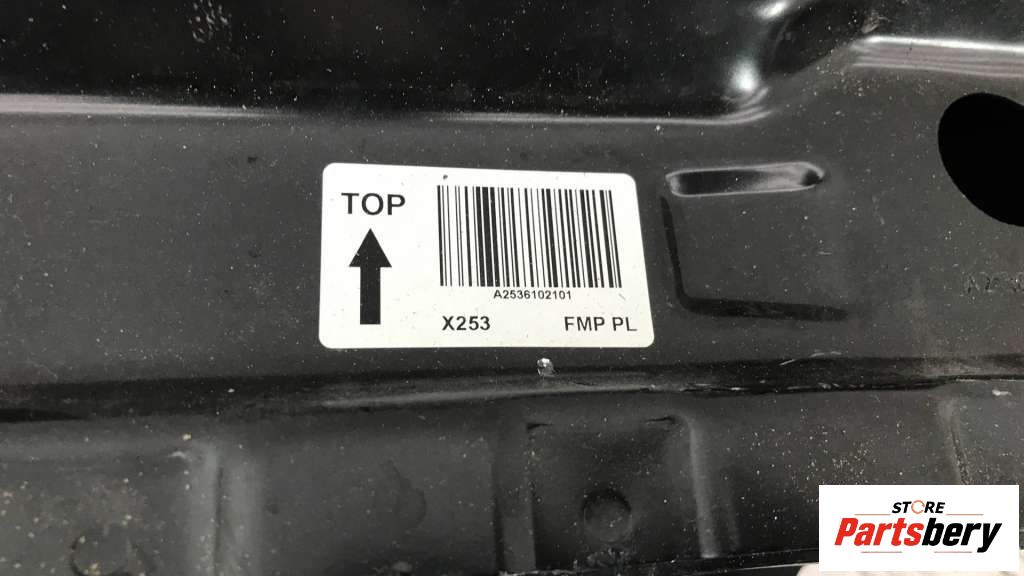 TOP
A2536102101
X253 FMP PL
STORE
Partsbery